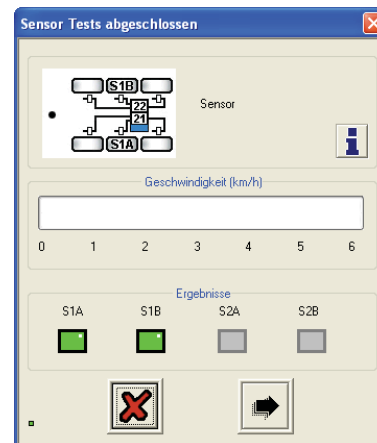 Sensor Tests abgeschlossen
S1B
22
21
S1A
Sensor
i
Geschwindigkeit (km/h)
0 1 2 3 4 5 6
Ergebnisse
S1A S1B S2A S2B